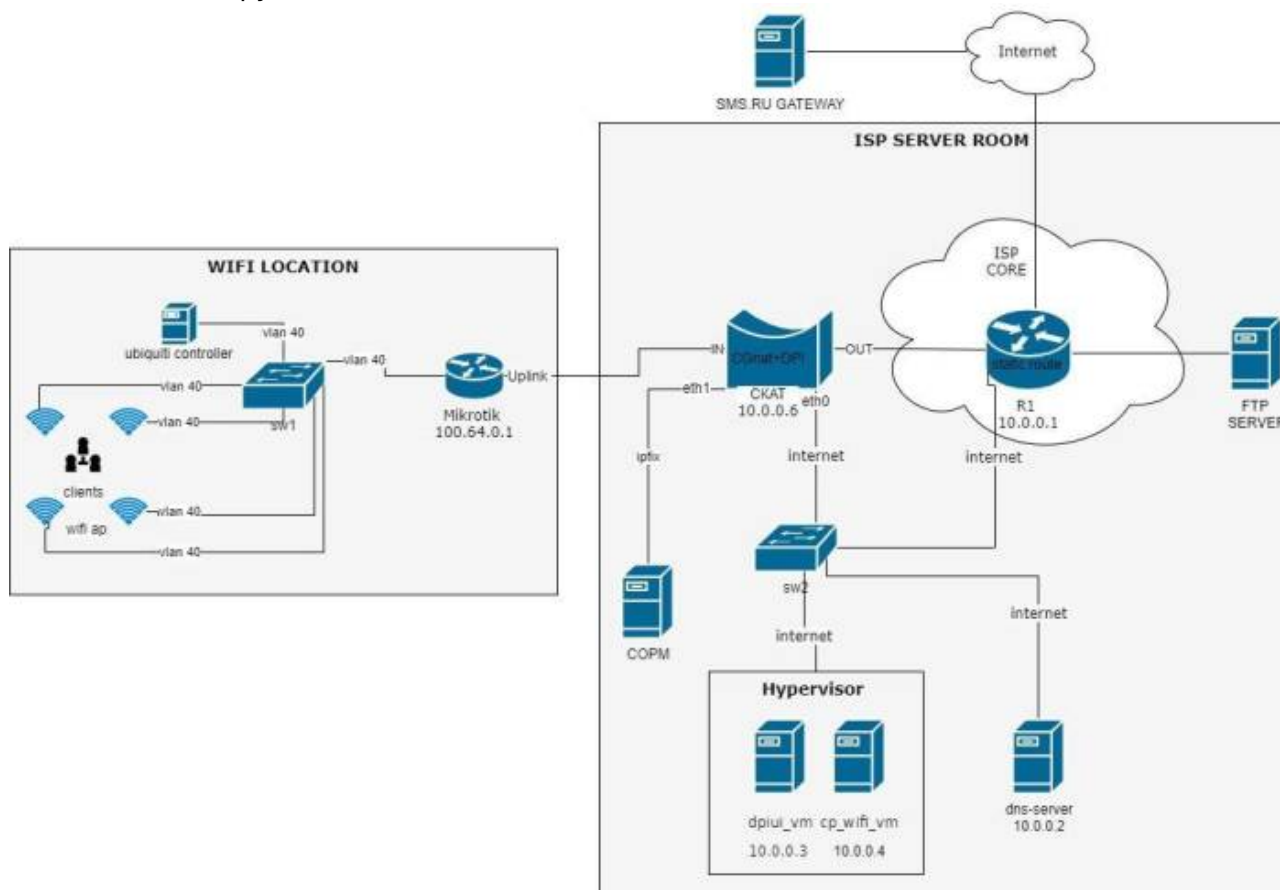 Internet
SMS.RU GATEWAY
ISP SERVER ROOM
ISP
CORE
WIFI LOCATION
vlan 40
ubiquiti controller
vlan 40
vlan 40
vlan 40
sw1
Uplink
Mikrotik
100.64.0.1
clients
wifi ap
vlan 40
vlan 40
IN
CGnat+DPI
OUT
eth1
СКАТ
10.0.0.6
eth0
static route
R1
10.0.0.1
FTP
SERVER
ipfix
internet
internet
sw2
internet
internet
СОРМ
Hypervisor
dpiui_vm
cp_wifi_vm
10.0.0.3
10.0.0.4
dns-server
10.0.0.2